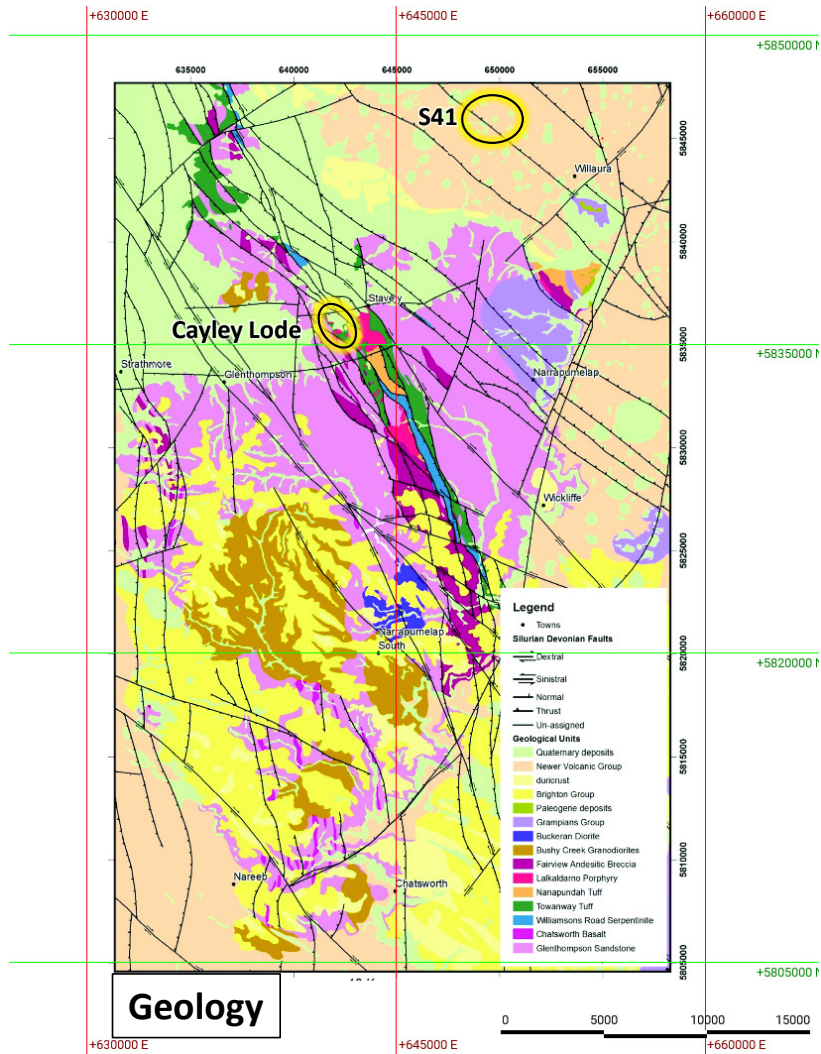 +630000 E
+645000 E
+660000 E
+5850000 N
635000
640000
645000
650000
655000
S41
5845000
Willaura
5840000
Stavely
Cayley Lode
5835000
+5835000 N
Strathmore
Glenthompson
Narrapumelap
5830000
Wickliffe
5825000
Narrapumelap
South
5820000
+5820000 N
Legend
Towns
Silurian Devonian Faults
Dextral
Sinistral
Normal
Thrust
Un-assigned
Geological Units
Quaternary deposits
Newer Volcanic Group
duricrust
Brighton Group
Paleogene deposits
Grampians Group
Buckeran Diorite
Bushy Creek Granodiorites
Fairview Andesitic Breccia
Lalkaldarno Porphyry
Nanapundah Tuff
Towanway Tuff
Williamsons Road Serpentinite
Chatsworth Basalt
Glenthompson Sandstone
5815000
5810000
Nareeb
Chatsworth
5805000
+5805000 N
Geology
0
5000
10000
15000
+630000 E
+645000 E
+660000 E